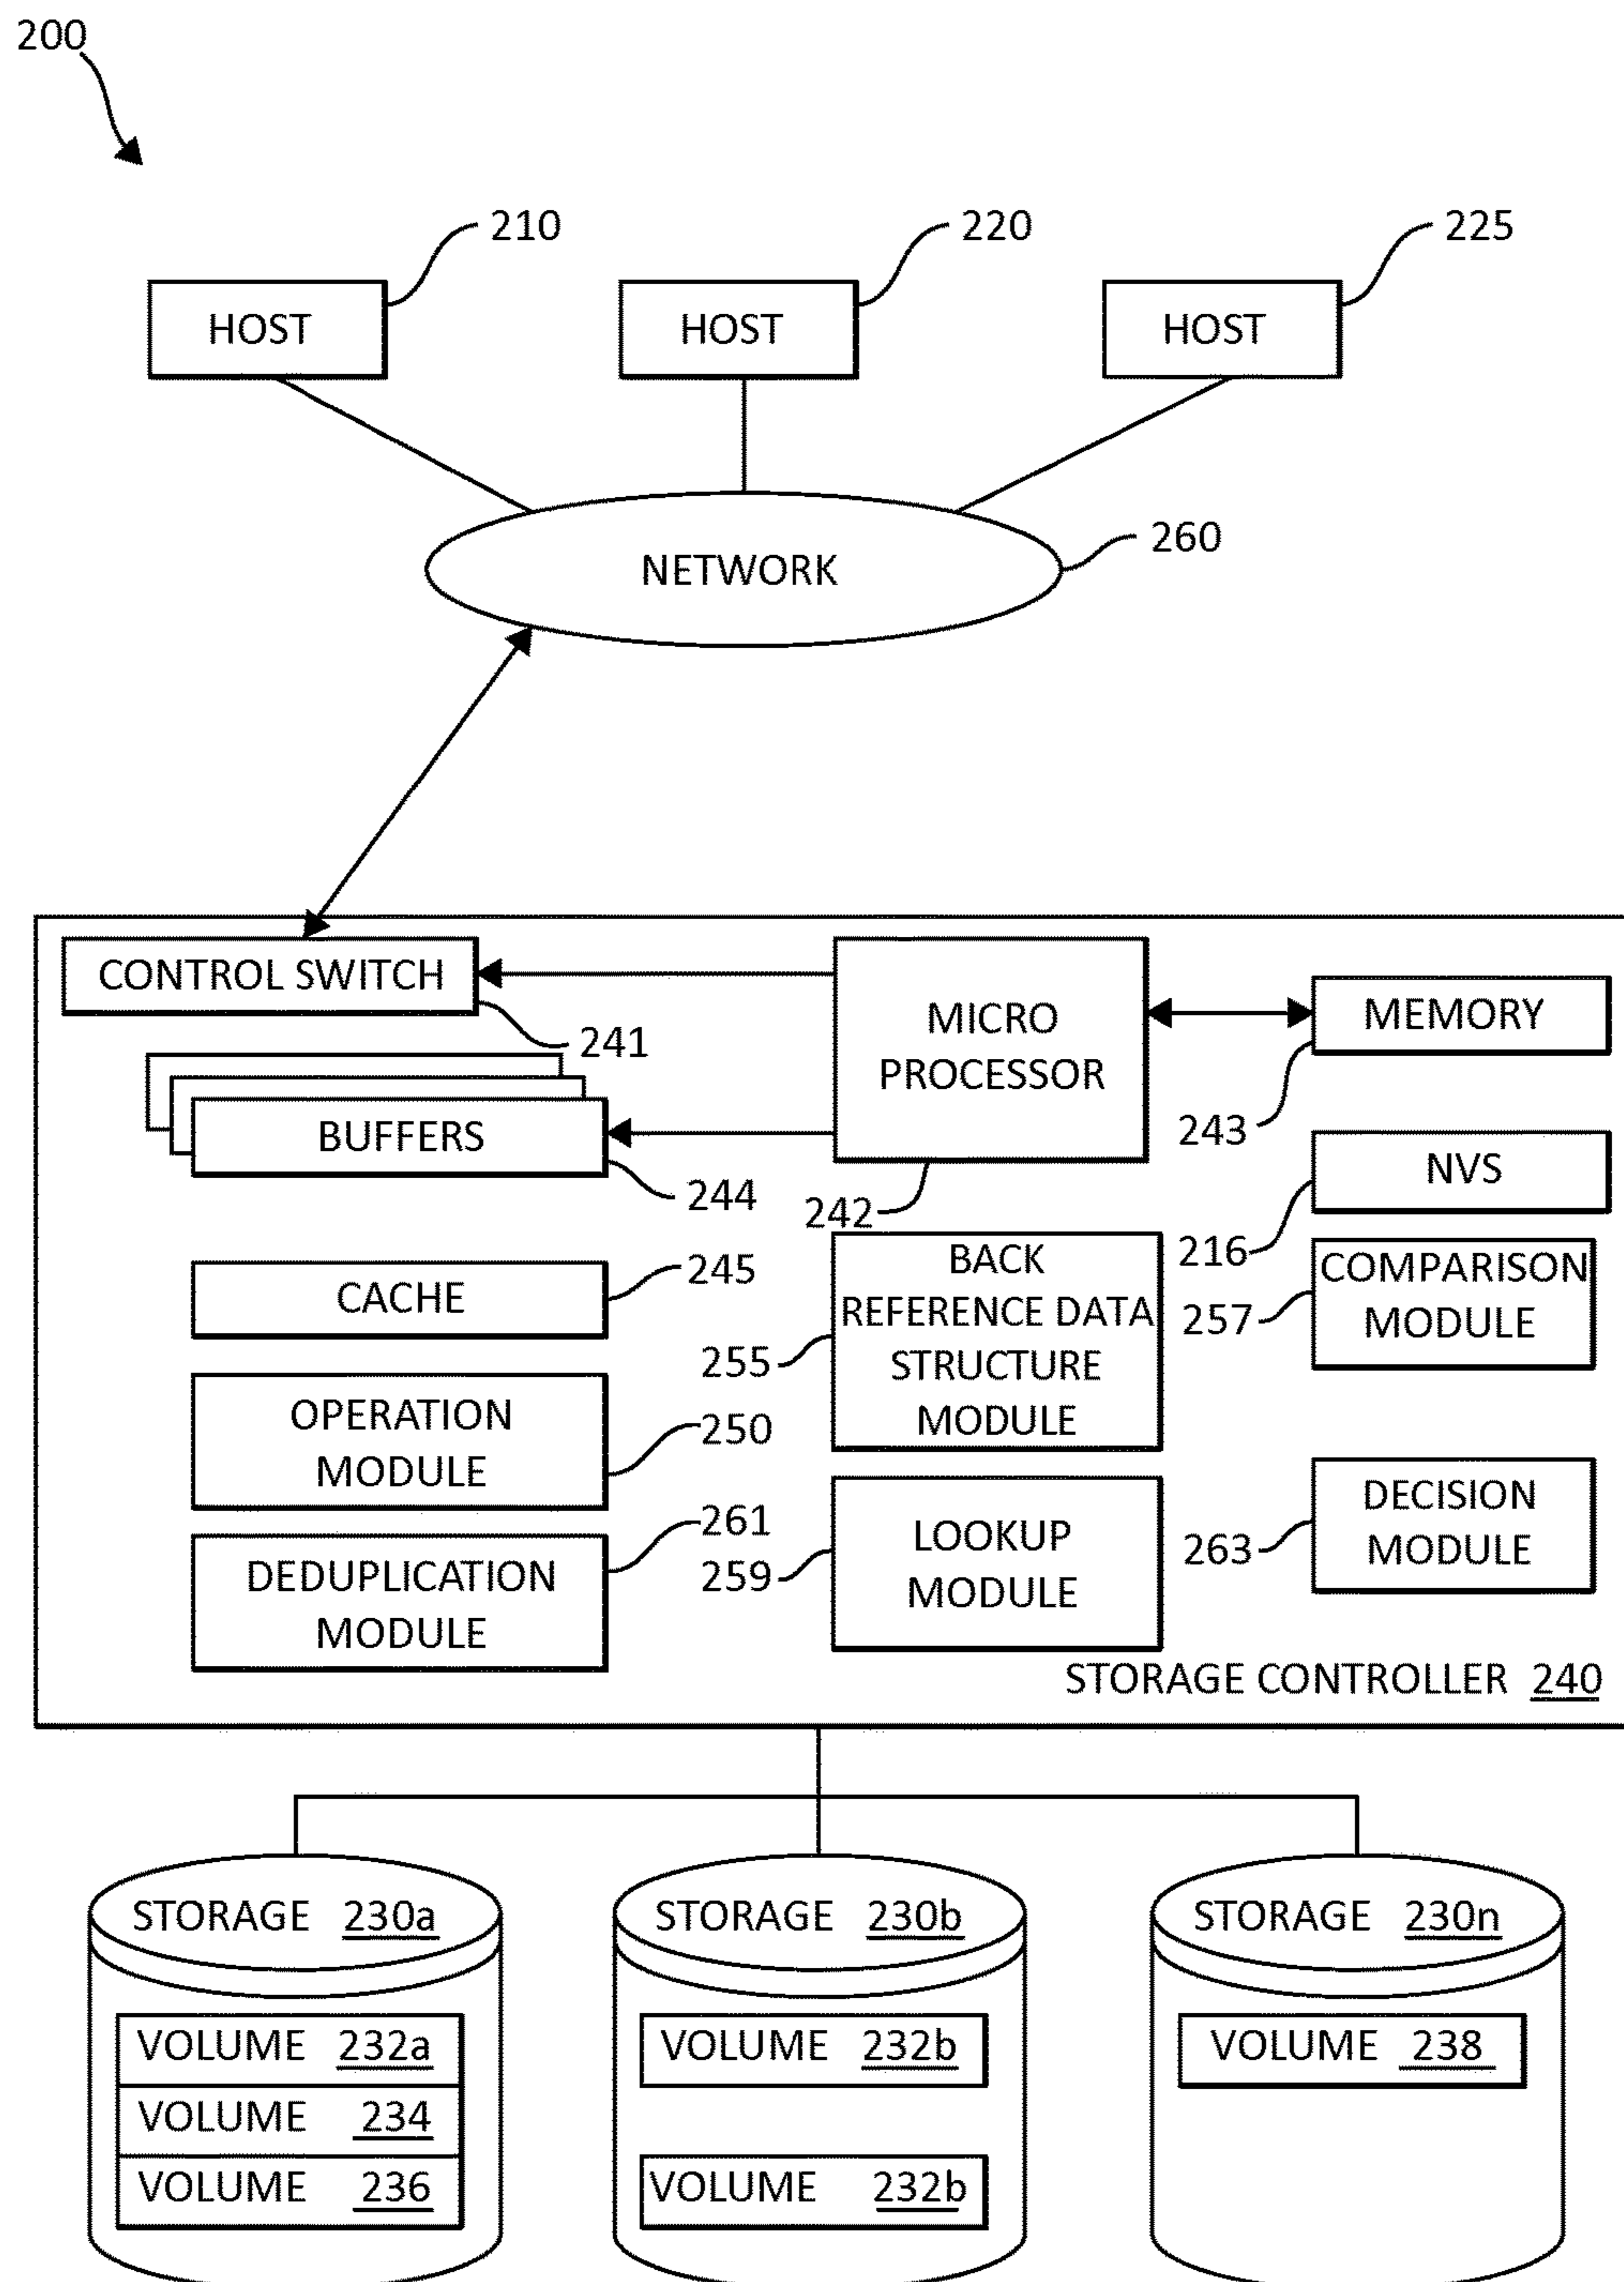 200
210
220
225
HOST
HOST
HOST
260
NETWORK
CONTROL SWITCH
241
MICRO
PROCESSOR
242
MEMORY
243
BUFFERS
244
NVS
216
CACHE
245
BACK
REFERENCE DATA
STRUCTURE
MODULE
255
COMPARISON
MODULE
257
OPERATION
MODULE
250
DEDUPLICATION
MODULE
261
LOOKUP
MODULE
259
DECISION
MODULE
263
STORAGE CONTROLLER 240
STORAGE 230a
VOLUME 232a
VOLUME 234
VOLUME 236
STORAGE 230b
VOLUME 232b
VOLUME 232b
STORAGE 230n
VOLUME 238